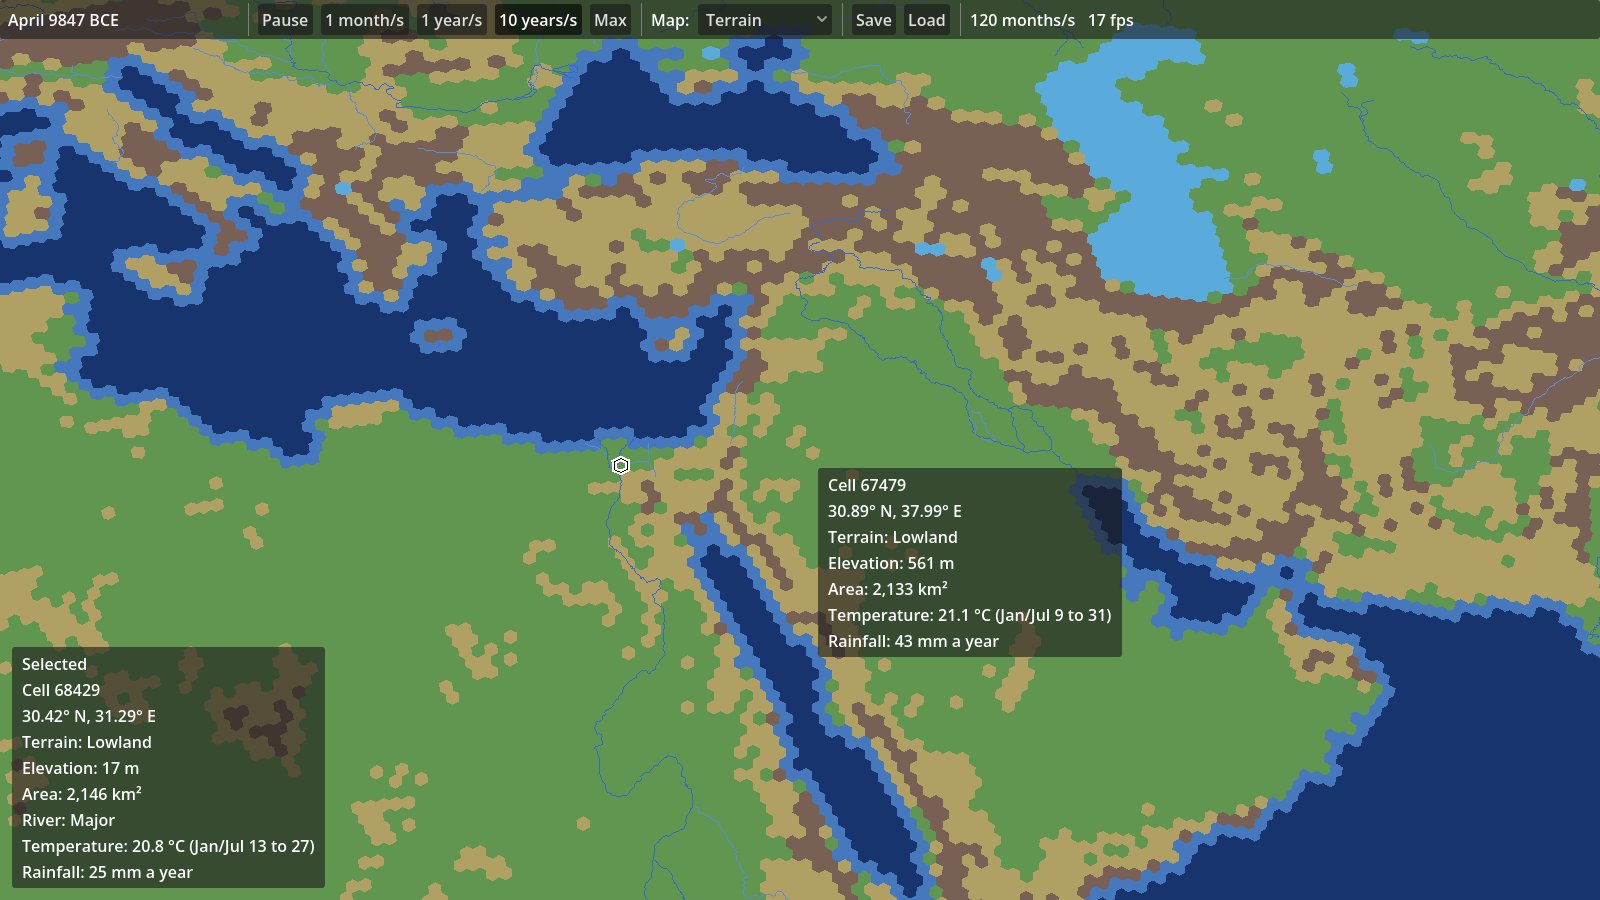 April 9847 BCE Pause 1 month/s 1 year/s 10 years/s Max Map: Terrain Save Load 120 months/s 17 fps
Cell 67479
30.89° N, 37.99° E
Terrain: Lowland
Elevation: 561 m
Area: 2,133 km²
Temperature: 21.1 °C (Jan/Jul 9 to 31)
Rainfall: 43 mm a year
Selected
Cell 68429
30.42° N, 31.29° E
Terrain: Lowland
Elevation: 17 m
Area: 2,146 km²
River: Major
Temperature: 20.8 °C (Jan/Jul 13 to 27)
Rainfall: 25 mm a year